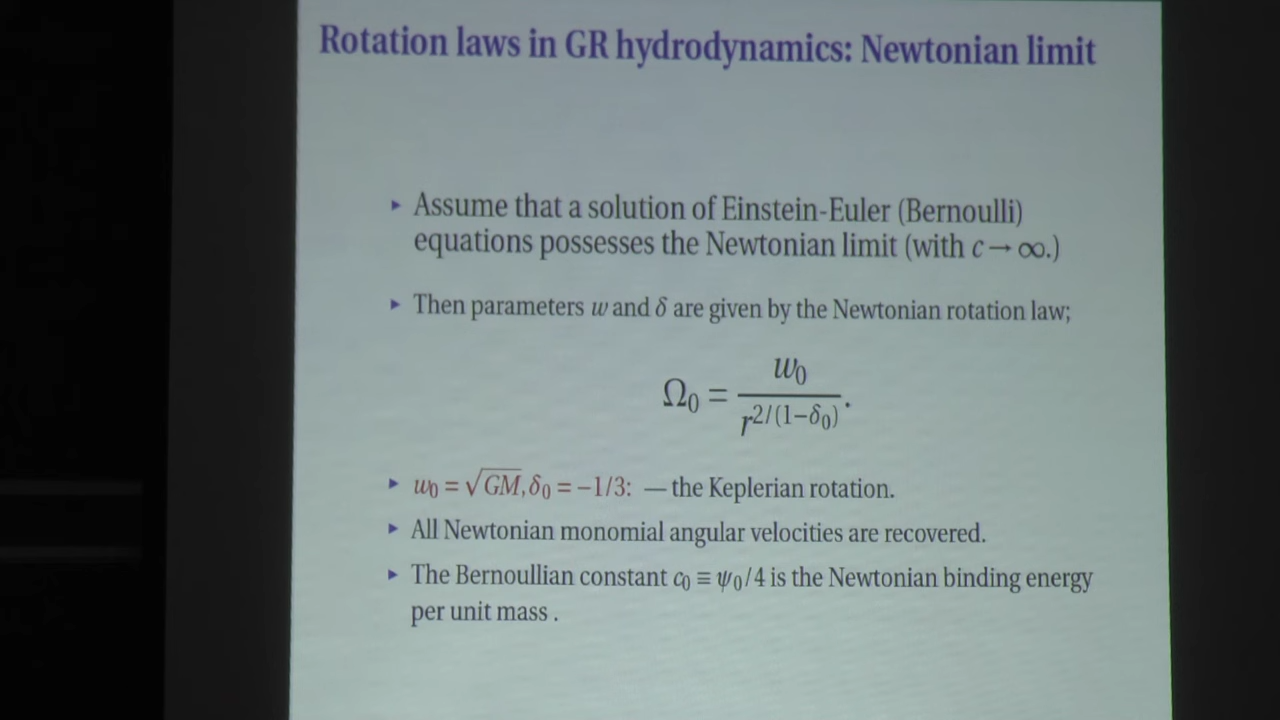 Rotation laws in GR hydrodynamics: Newtonian limit
▸ Assume that a solution of Einstein-Euler (Bernoulli)
equations possesses the Newtonian limit (with c → ∞.)
▸ Then parameters w and δ are given by the Newtonian rotation law;
Ω₀ = w₀ / r^{2/(1−δ₀)}.
▸ w₀ = √GM, δ₀ = −1/3: — the Keplerian rotation.
▸ All Newtonian monomial angular velocities are recovered.
▸ The Bernoullian constant c₀ ≡ ψ₀/4 is the Newtonian binding energy
per unit mass .